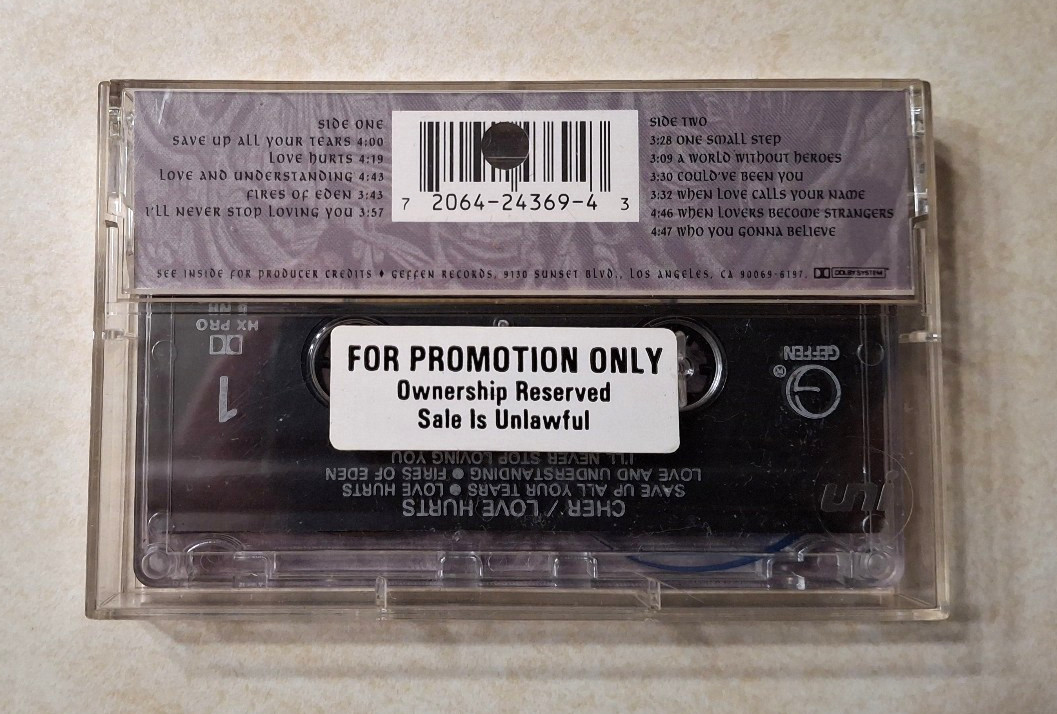 SIDE ONE
SAVE UP ALL YOUR TEARS 4:00
LOVE HURTS 4:19
LOVE AND UNDERSTANDING 4:43
FIRES OF EDEN 3:43
I'LL NEVER STOP LOVING YOU 3:57
7 2064-24369-4 3
SIDE TWO
3:28 ONE SMALL STEP
3:09 A WORLD WITHOUT HEROES
3:30 COULD'VE BEEN YOU
3:32 WHEN LOVE CALLS YOUR NAME
4:46 WHEN LOVERS BECOME STRANGERS
4:47 WHO YOU GONNA BELIEVE
SEE INSIDE FOR PRODUCER CREDITS ♦ GEFFEN RECORDS, 9130 SUNSET BLVD., LOS ANGELES, CA 90069-6197. DOLBY SYSTEM
HX PRO
1
GEFFEN
FOR PROMOTION ONLY
Ownership Reserved
Sale Is Unlawful
CHER / LOVE HURTS
SAVE UP ALL YOUR TEARS ● LOVE HURTS
LOVE AND UNDERSTANDING ● FIRES OF EDEN
I'LL NEVER STOP LOVING YOU